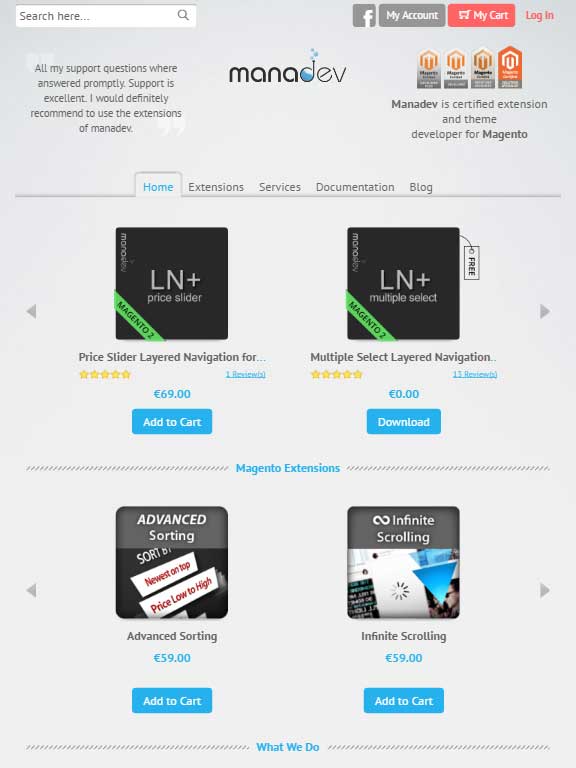 Search here...
My Account
My Cart
Log In
All my support questions where
answered promptly. Support is
excellent. I would definitely
recommend to use the extensions
of manadev.
manadev
Manadev is certified extension
and theme
developer for Magento
Home
Extensions
Services
Documentation
Blog
manadev
LN+
price slider
MAGENTO 2
manadev
LN+
multiple select
MAGENTO 2
FREE
Price Slider Layered Navigation for...
Multiple Select Layered Navigation..
1 Review(s)
13 Review(s)
€69.00
€0.00
Add to Cart
Download
Magento Extensions
ADVANCED
Sorting
SORT BY
Newest on top
Price Low to High
Infinite
Scrolling
Advanced Sorting
Infinite Scrolling
€59.00
€59.00
Add to Cart
Add to Cart
What We Do